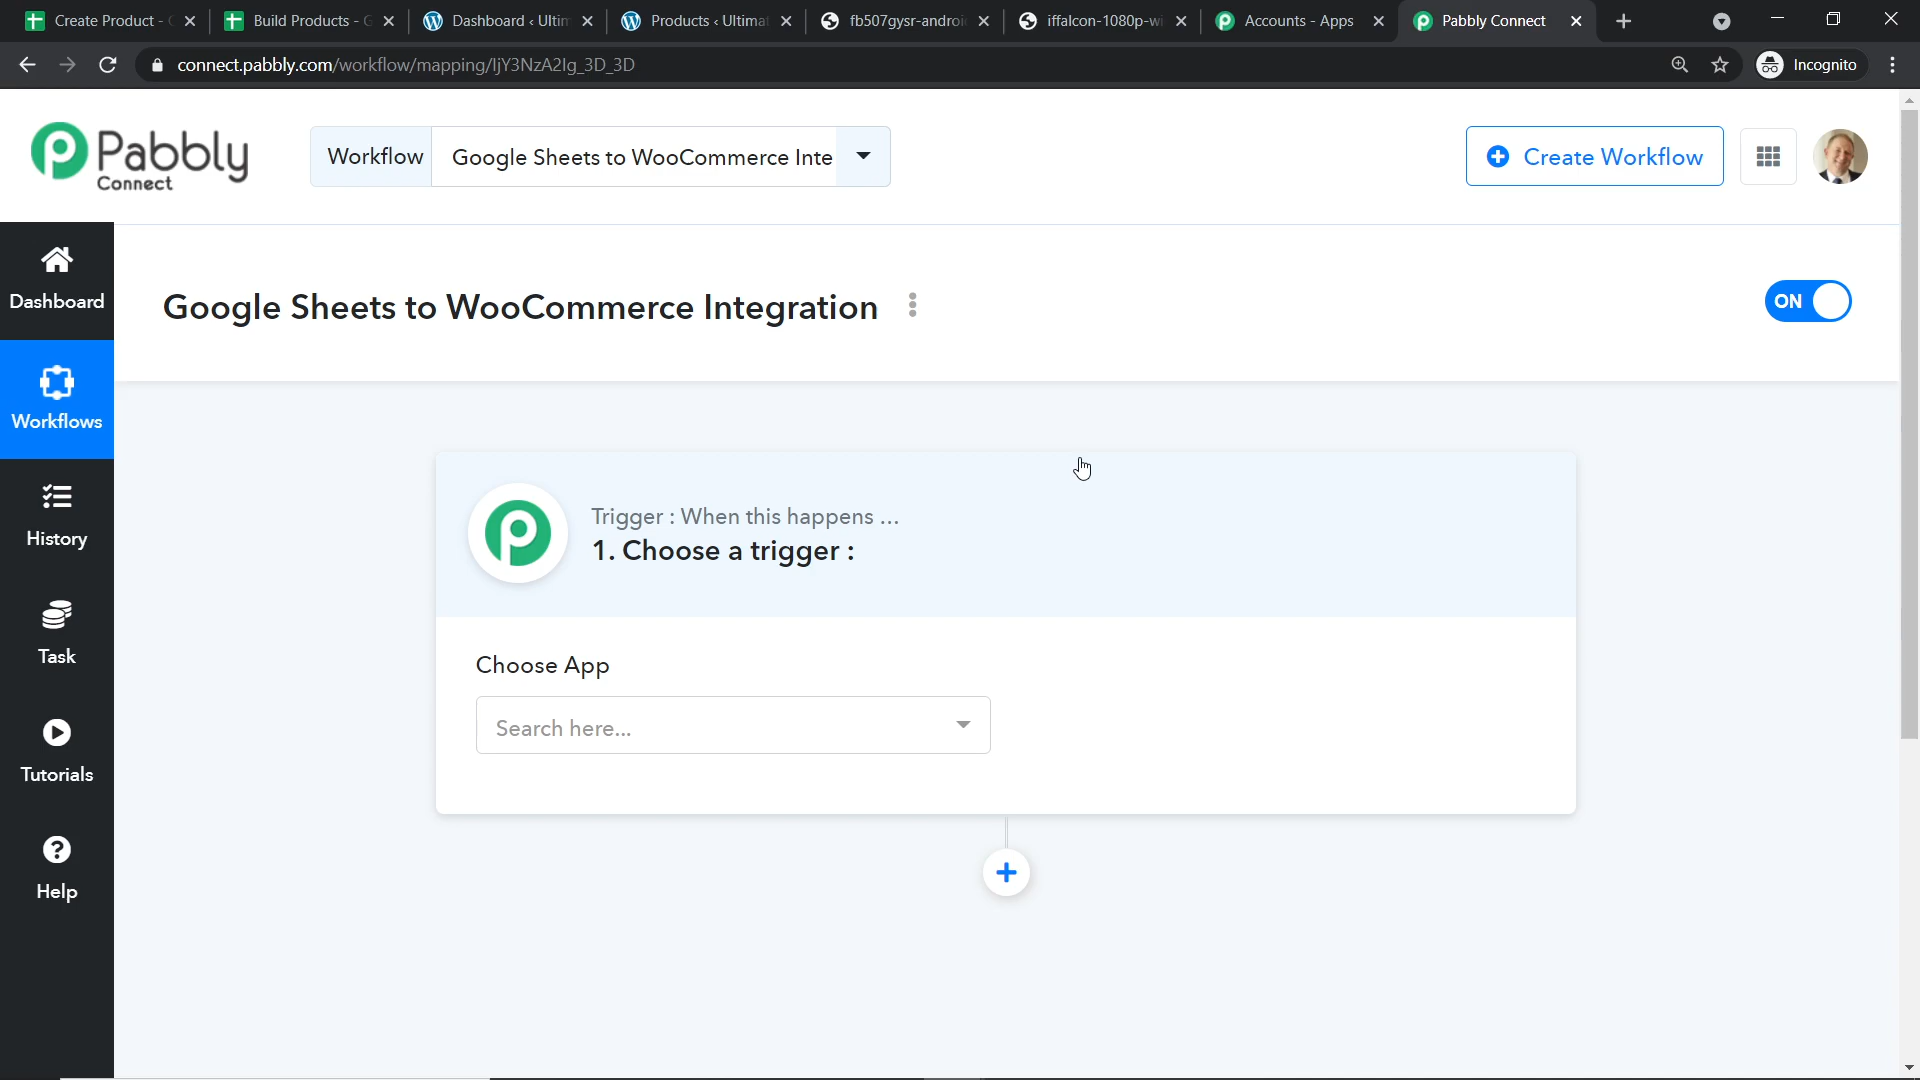 Create Product -
Build Products - G
Dashboard ‹ Ultim
Products ‹ Ultimat
fb507gysr-androi
iffalcon-1080p-wi
Accounts - Apps
Pabbly Connect
connect.pabbly.com/workflow/mapping/IjY3NzA2Ig_3D_3D
Incognito
Pabbly
Connect
Workflow
Google Sheets to WooCommerce Inte
Create Workflow
Dashboard
Workflows
History
Task
Tutorials
Help
Google Sheets to WooCommerce Integration
ON
Trigger : When this happens ...
1. Choose a trigger :
Choose App
Search here...